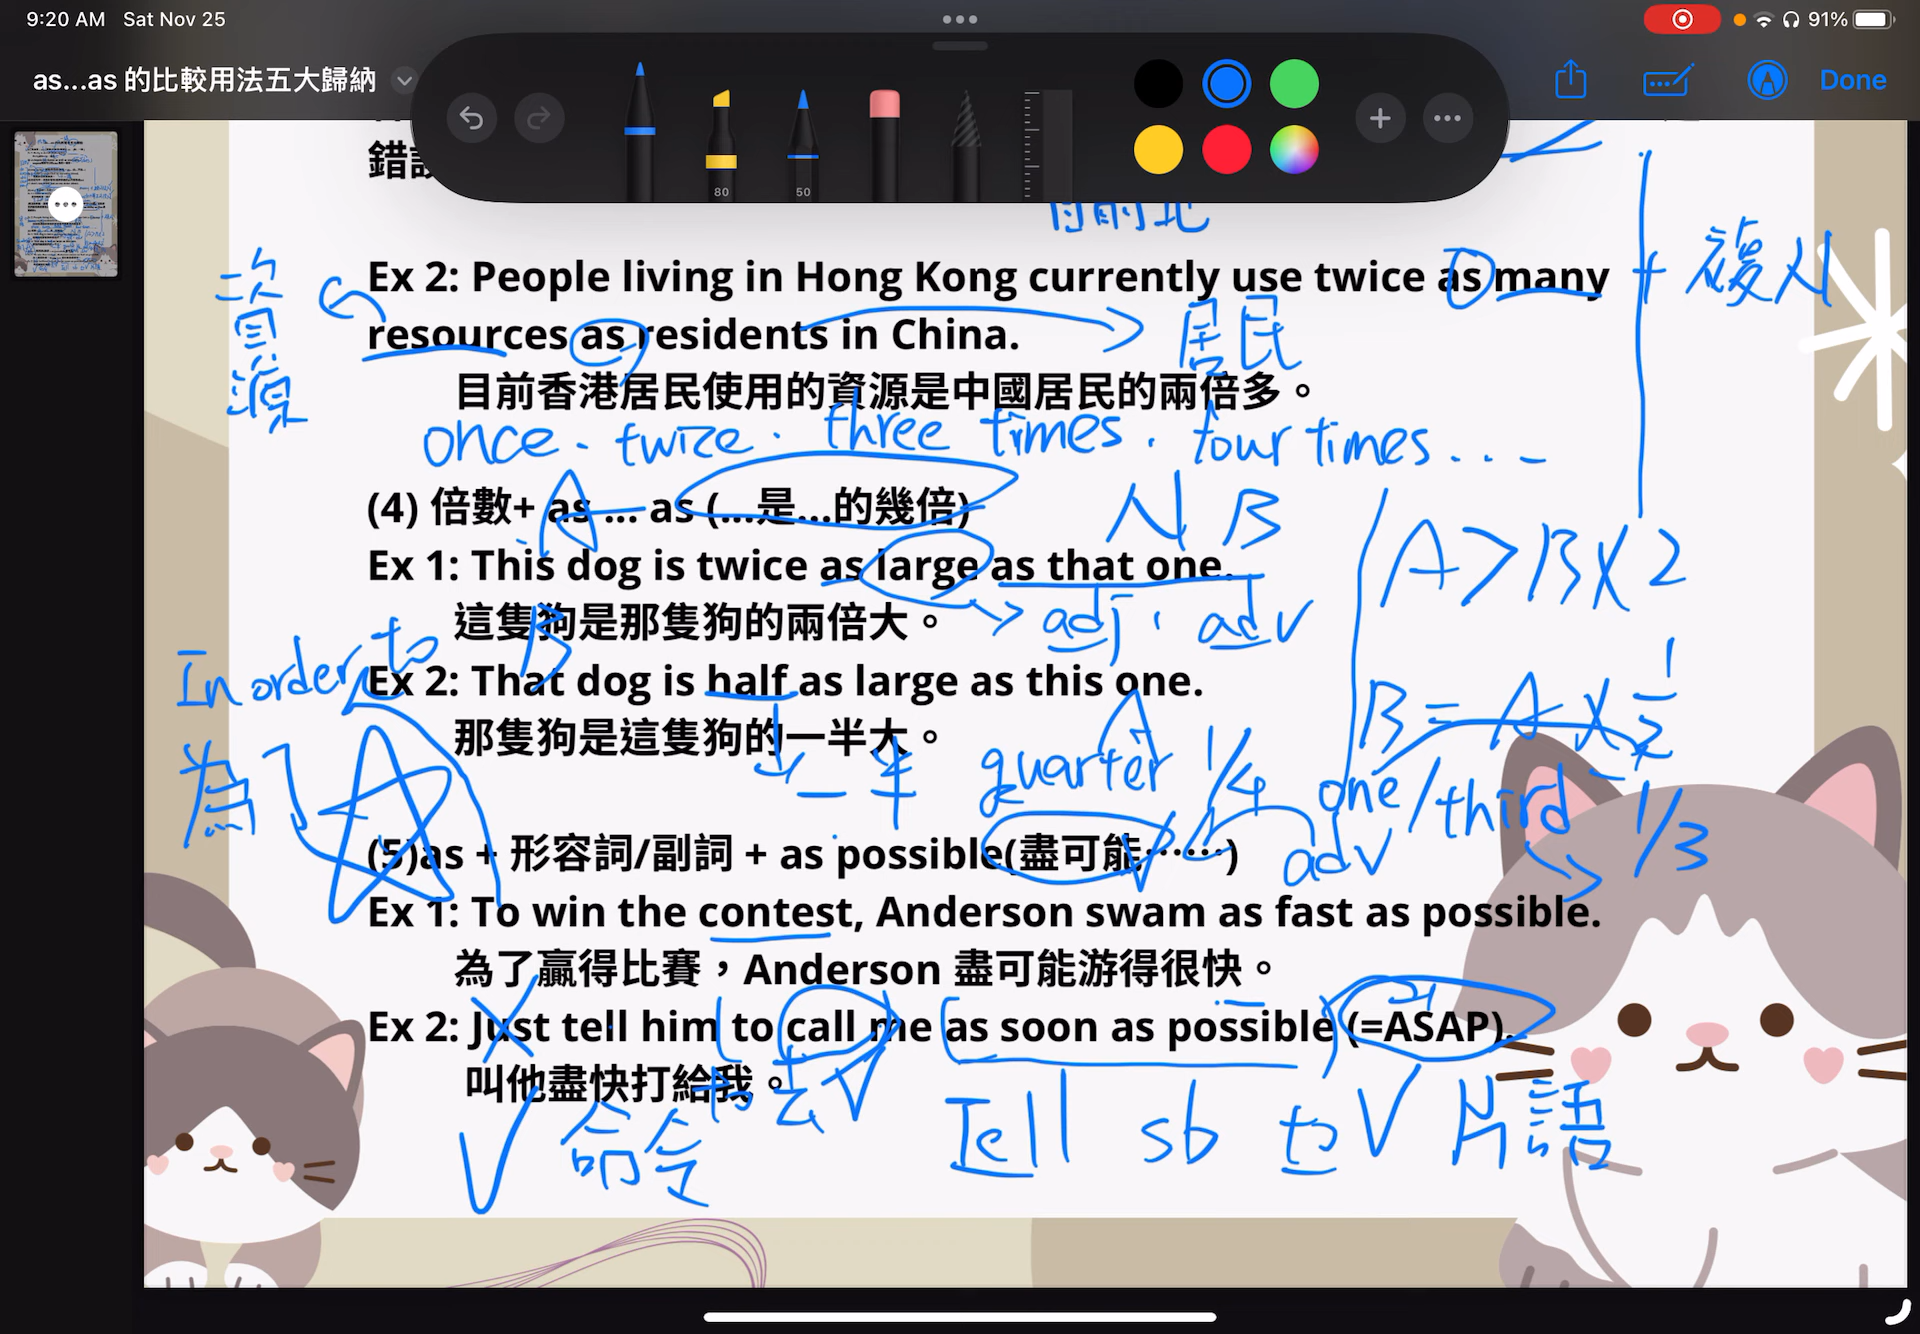 9:20 AM Sat Nov 25
91%
as...as 的比較用法五大歸納
Done
80
50
錯誤
目前地
Ex 2: People living in Hong Kong currently use twice as many + 複N
resources as residents in China. 居民
資源
目前香港居民使用的資源是中國居民的兩倍多。
once. twice. three times. four times...
(4) 倍數+ as ... as (...是...的幾倍)
A N B
Ex 1: This dog is twice as large as that one.
A>B×2
這隻狗是那隻狗的兩倍大。 adj. adv
In order to
B
Ex 2: That dog is half as large as this one.
B = A × 1/2
那隻狗是這隻狗的一半大。
A
為了
一半 quarter 1/4 one/third 1/3
(5)as + 形容詞/副詞 + as possible(盡可能……)
V adv
Ex 1: To win the contest, Anderson swam as fast as possible.
為了贏得比賽，Anderson 盡可能游得很快。
Ex 2: Just tell him to call me as soon as possible (=ASAP).
叫他盡快打給我。
to 去V
V 命令 Tell sb to V 片語